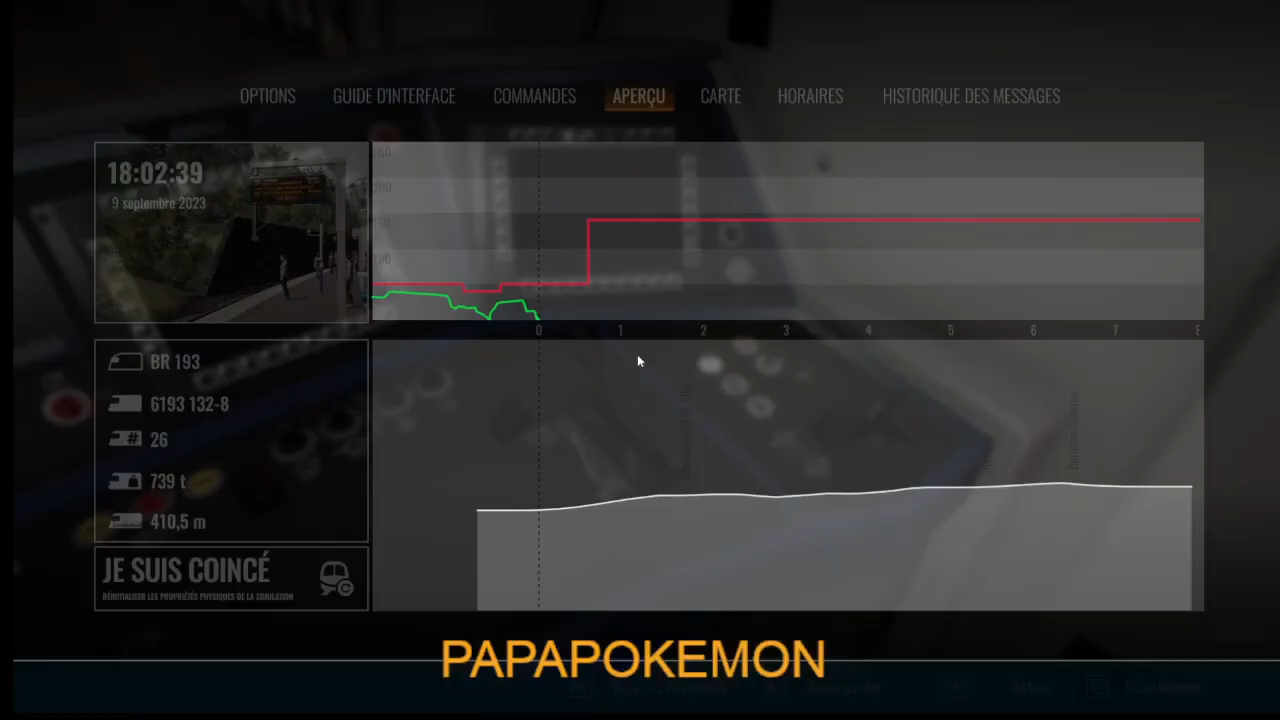 OPTIONS GUIDE D'INTERFACE COMMANDES APERÇU CARTE HORAIRES HISTORIQUE DES MESSAGES
18:02:39
9 septembre 2023
100
0 1 2 3 4 5 6 7
BR 193
6193 132-8
26
739 t
410,5 m
JE SUIS COINCÉ
RÉINITIALISER LES PROPRIÉTÉS PHYSIQUES DE LA SIMULATION
PAPAPOKEMON
Retour